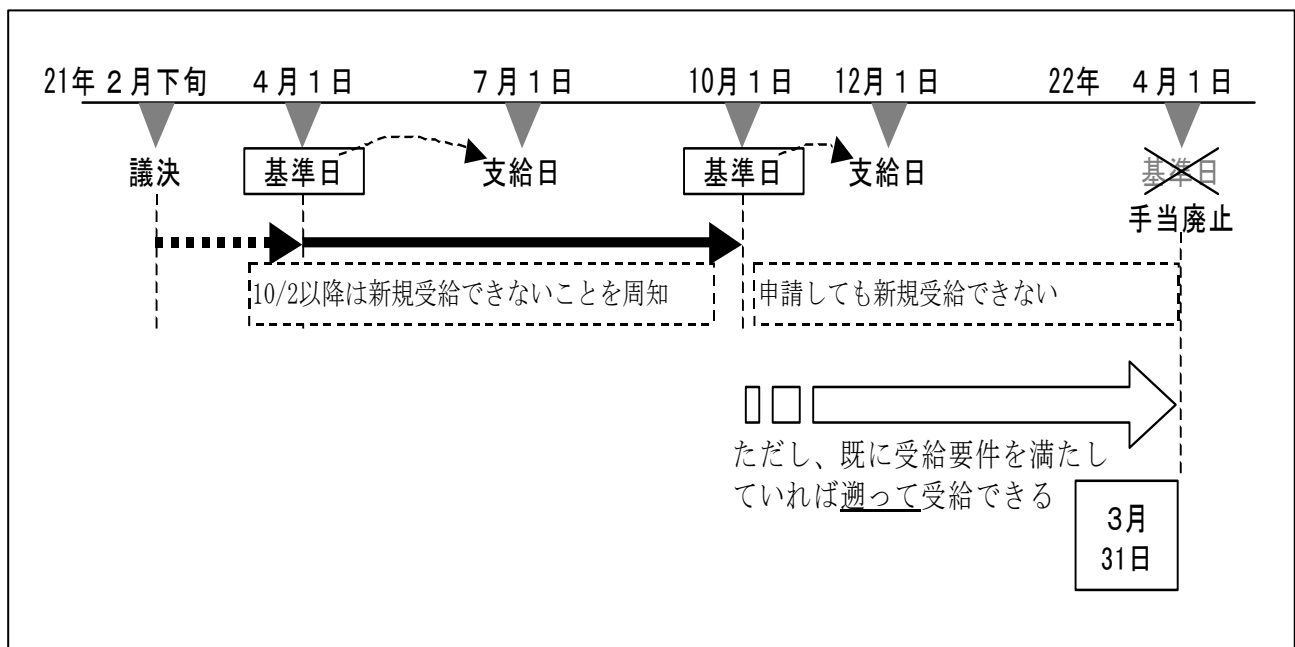 21年 2月下旬 4月1日 7月1日 10月1日 12月1日 22年 4月1日
議決 基準日 支給日 基準日 支給日 基準日
手当廃止
10/2以降は新規受給できないことを周知 申請しても新規受給できない
ただし、既に受給要件を満たし
ていれば遡って受給できる
3月
31日